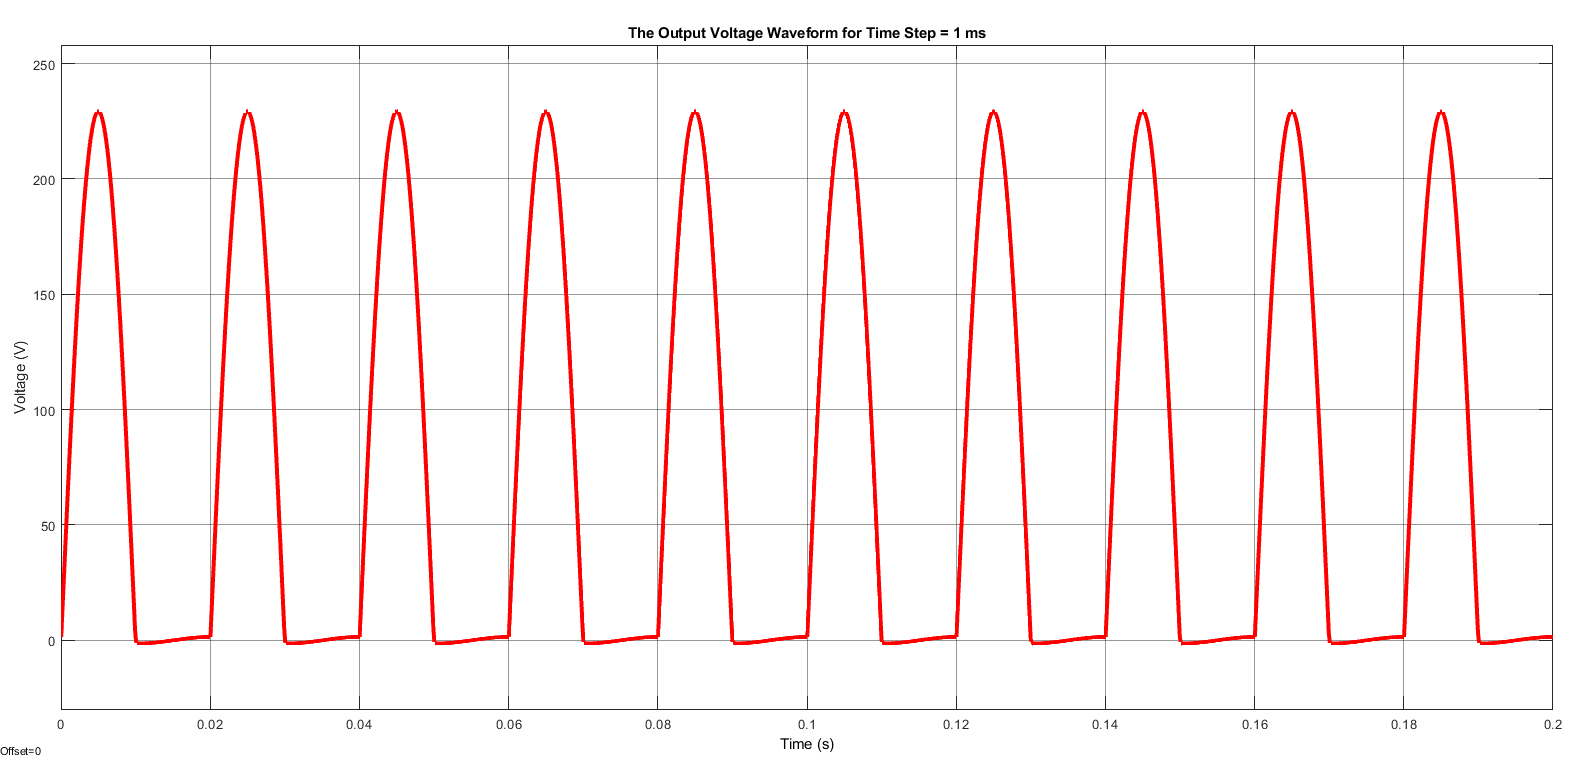 The Output Voltage Waveform for Time Step = 1 ms
250
200
150
100
50
0
Voltage (V)
0 0.02 0.04 0.06 0.08 0.1 0.12 0.14 0.16 0.18 0.2
Time (s)
Offset=0